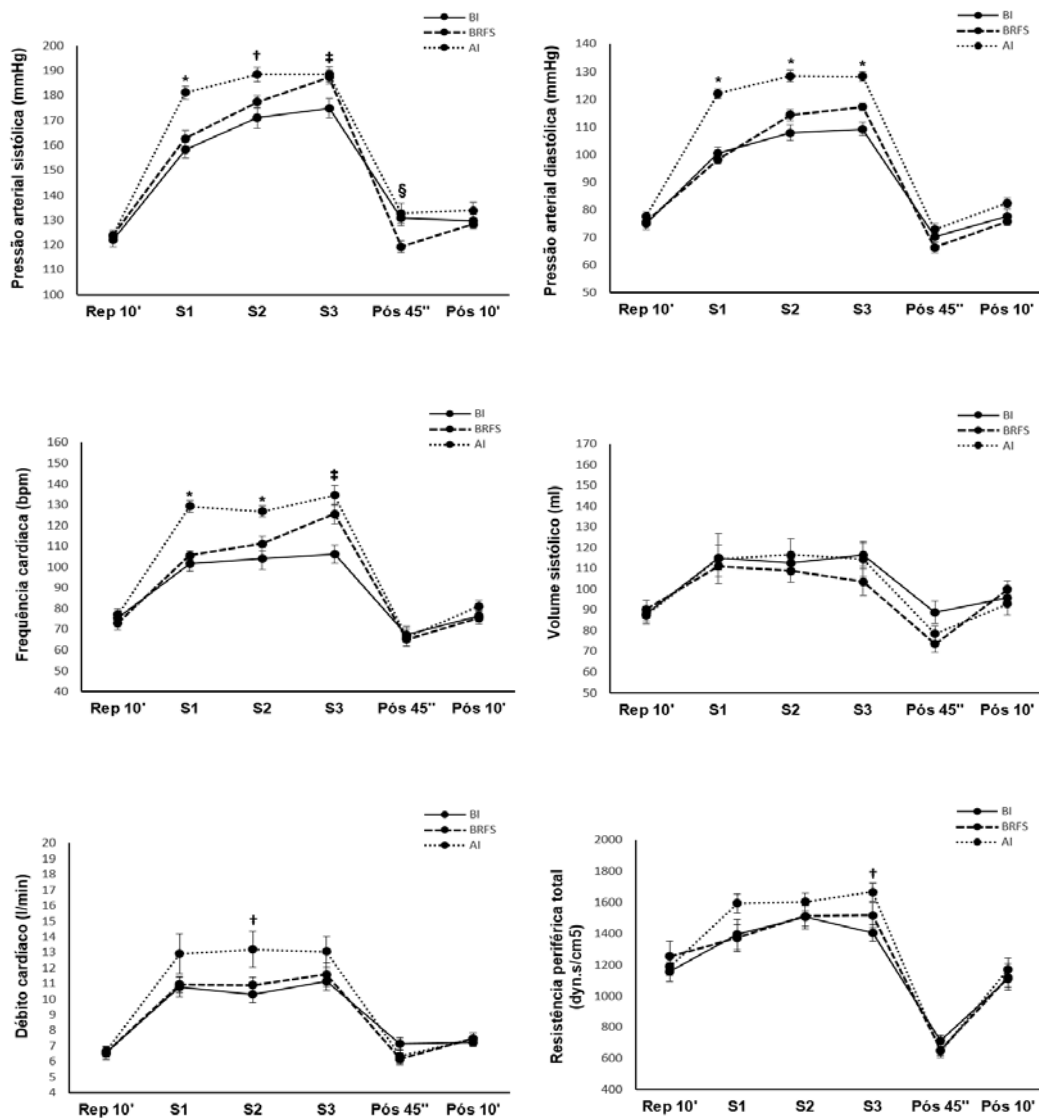 BI
BRFS
AI
Pressão arterial sistólica (mmHg)
200
190
180
170
160
150
140
130
120
110
100
* † ‡ §
Rep 10' S1 S2 S3 Pós 45" Pós 10'
BI
BRFS
AI
Pressão arterial diastólica (mmHg)
140
130
120
110
100
90
80
70
60
50
* * *
Rep 10' S1 S2 S3 Pós 45" Pós 10'
BI
BRFS
AI
Frequência cardíaca (bpm)
160
150
140
130
120
110
100
90
80
70
60
50
40
* * ‡
Rep 10' S1 S2 S3 Pós 45" Pós 10'
BI
BRFS
AI
Volume sistólico (ml)
170
160
150
140
130
120
110
100
90
80
70
60
50
Rep 10' S1 S2 S3 Pós 45" Pós 10'
BI
BRFS
AI
Débito cardíaco (l/min)
20
19
18
17
16
15
14
13
12
11
10
9
8
7
6
5
4
†
Rep 10' S1 S2 S3 Pós 45" Pós 10'
BI
BRFS
AI
Resistência periférica total
(dyn.s/cm5)
2000
1800
1600
1400
1200
1000
800
600
400
†
Rep 10' S1 S2 S3 Pós 45" Pós 10'